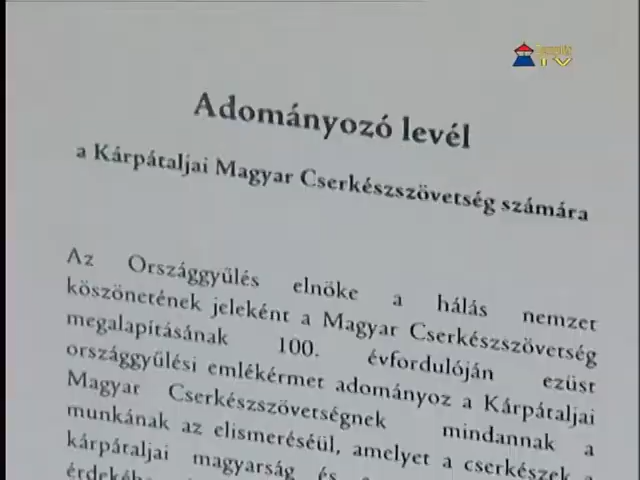 TV
Adományozó levél
a Kárpátaljai Magyar Cserkészszövetség számára
Az Országgyűlés elnöke a hálás nemzet
köszönetének jeleként a Magyar Cserkészszövetség
megalapításának 100. évfordulóján ezüst
országgyűlési emlékérmet adományoz a Kárpátaljai
Magyar Cserkészszövetségnek mindannak a
munkának az elismeréséül, amelyet a cserkészek a
kárpátaljai magyarság és